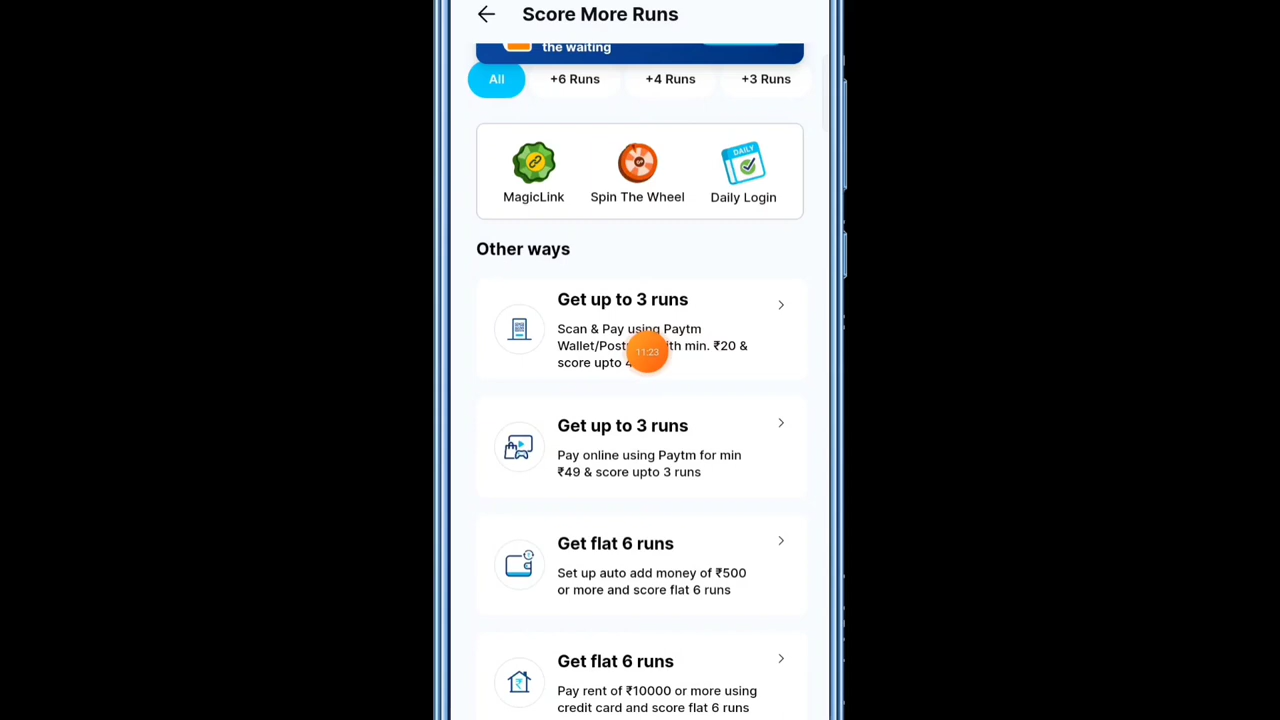 Score More Runs
the waiting
All
+6 Runs
+4 Runs
+3 Runs
DAILY
MagicLink
Spin The Wheel
Daily Login
Other ways
Get up to 3 runs
Scan & Pay using Paytm
Wallet/Post th min. ₹20 &
score upto
11:23
Get up to 3 runs
Pay online using Paytm for min
₹49 & score upto 3 runs
Get flat 6 runs
Set up auto add money of ₹500
or more and score flat 6 runs
Get flat 6 runs
Pay rent of ₹10000 or more using
credit card and score flat 6 runs